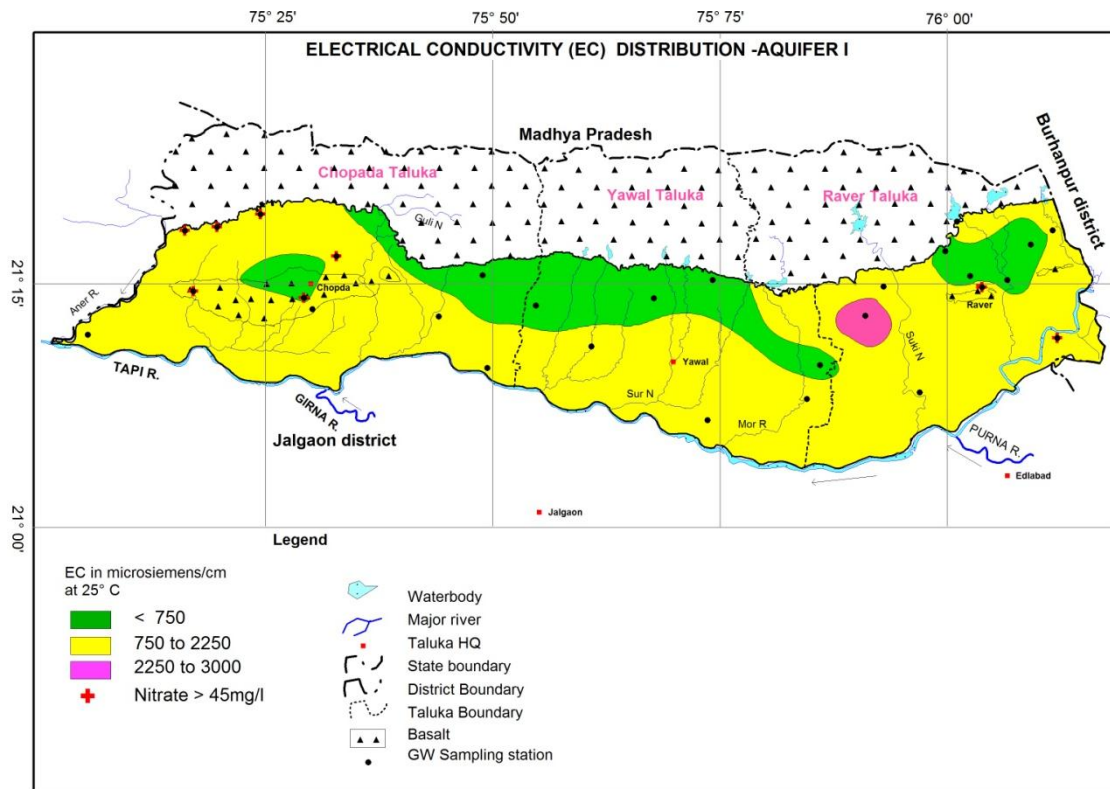 75° 25'
75° 50'
75° 75'
76° 00'
ELECTRICAL CONDUCTIVITY (EC) DISTRIBUTION -AQUIFER I
Madhya Pradesh
Burhanpur district
Chopada Taluka
Yawal Taluka
Raver Taluka
Guli N
21° 15'
Aner R.
Chopda
Raver
Suki N
TAPI R.
Yawal
GIRNA R.
Sur N
Mor R
Jalgaon district
PURNA R.
Edlabad
Jalgaon
21° 00'
Legend
EC in microsiemens/cm
at 25° C
< 750
750 to 2250
2250 to 3000
Nitrate > 45mg/l
Waterbody
Major river
Taluka HQ
State boundary
District Boundary
Taluka Boundary
Basalt
GW Sampling station